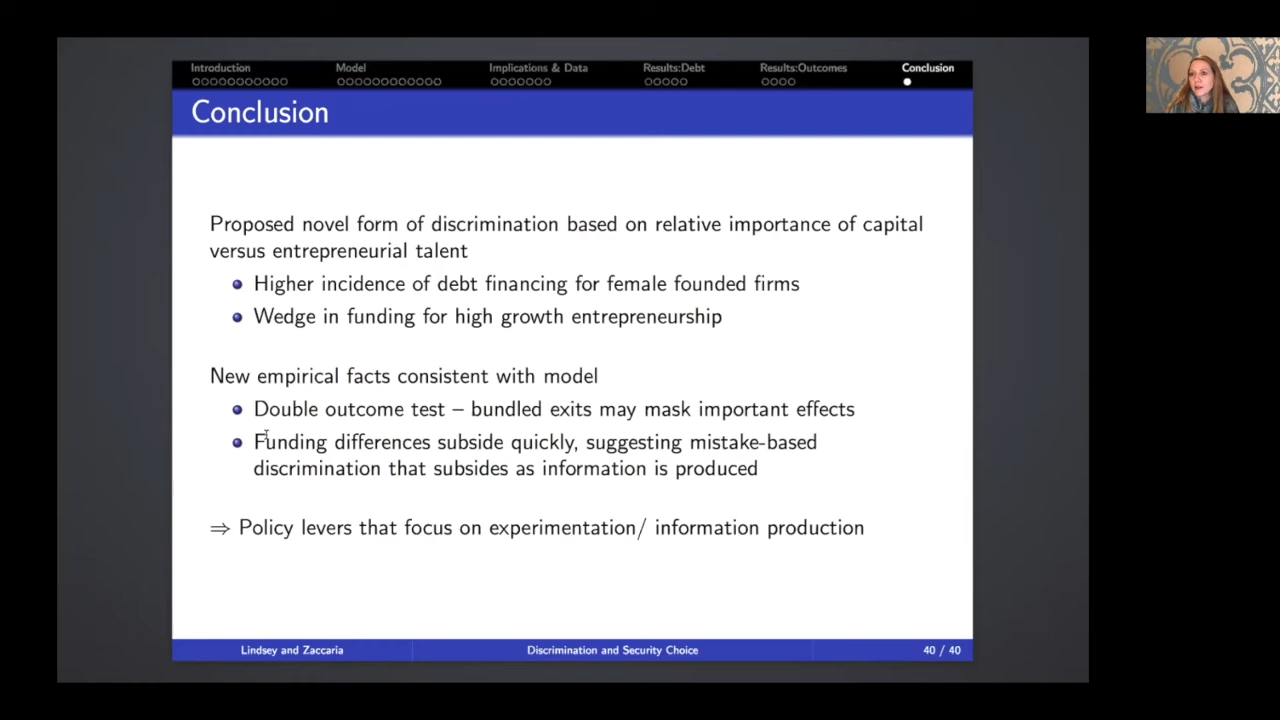 Introduction Model Implications & Data Results:Debt Results:Outcomes Conclusion
Conclusion
Proposed novel form of discrimination based on relative importance of capital
versus entrepreneurial talent
Higher incidence of debt financing for female founded firms
Wedge in funding for high growth entrepreneurship
New empirical facts consistent with model
Double outcome test – bundled exits may mask important effects
Funding differences subside quickly, suggesting mistake-based
discrimination that subsides as information is produced
⇒ Policy levers that focus on experimentation/ information production
Lindsey and Zaccaria Discrimination and Security Choice 40 / 40